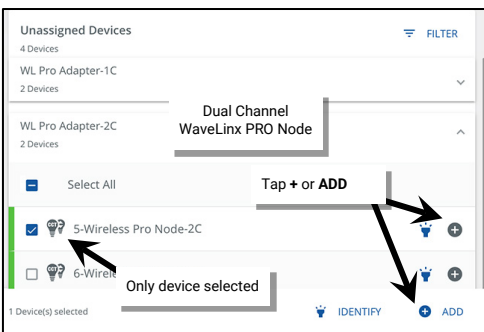 Unassigned Devices
FILTER
4 Devices
WL Pro Adapter-1C
2 Devices
Dual Channel
WaveLinx PRO Node
WL Pro Adapter-2C
2 Devices
Select All
Tap + or ADD
CCT
5-Wireless Pro Node-2C
CCT
Only device selected
1 Device(s) selected
IDENTIFY
ADD